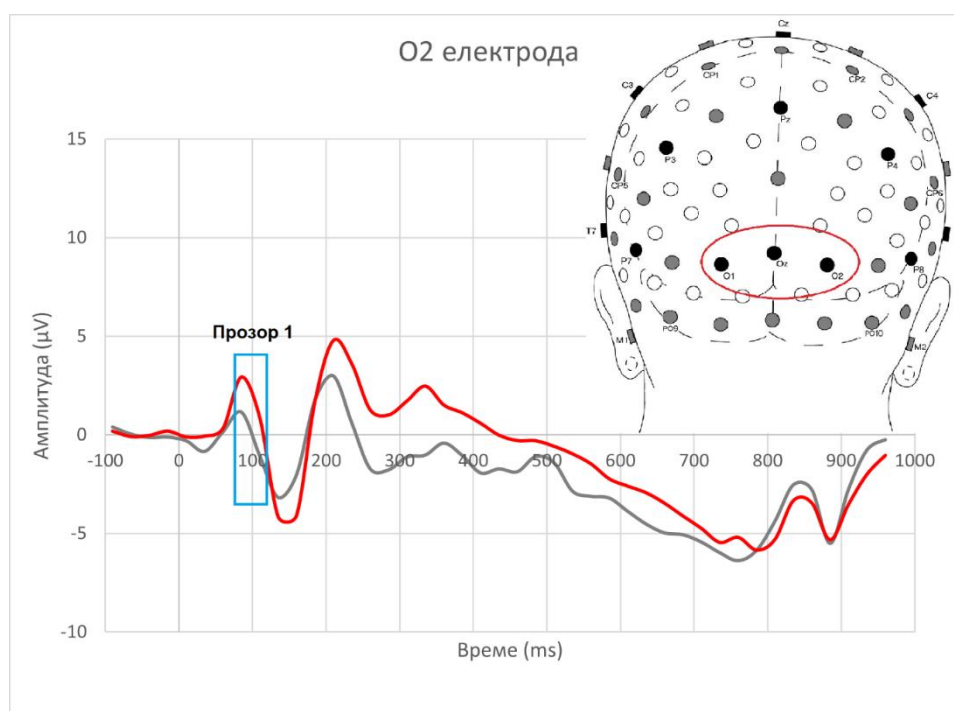 О2 електрода
Cz
CP1
CP2
C3
C4
Pz
P3
P4
CP5
CP6
T7
P7
P8
O1
Oz
O2
PO9
PO10
M1
M2
15
10
5
0
-5
-10
Прозор 1
-100 0 100 200 300 400 500 600 700 800 900 1000
Амплитуда (μV)
Време (ms)